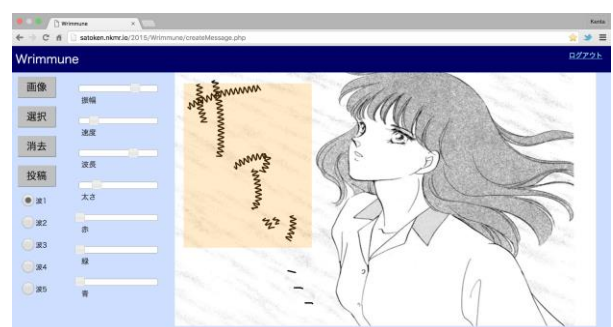 Wrimmune
Kenta
satoken.nkmr.io/2015/Wrimmune/createMessage.php
Wrimmune
ログアウト
画像
選択
消去
投稿
波1
波2
波3
波4
波5
振幅
速度
波長
太さ
赤
緑
青